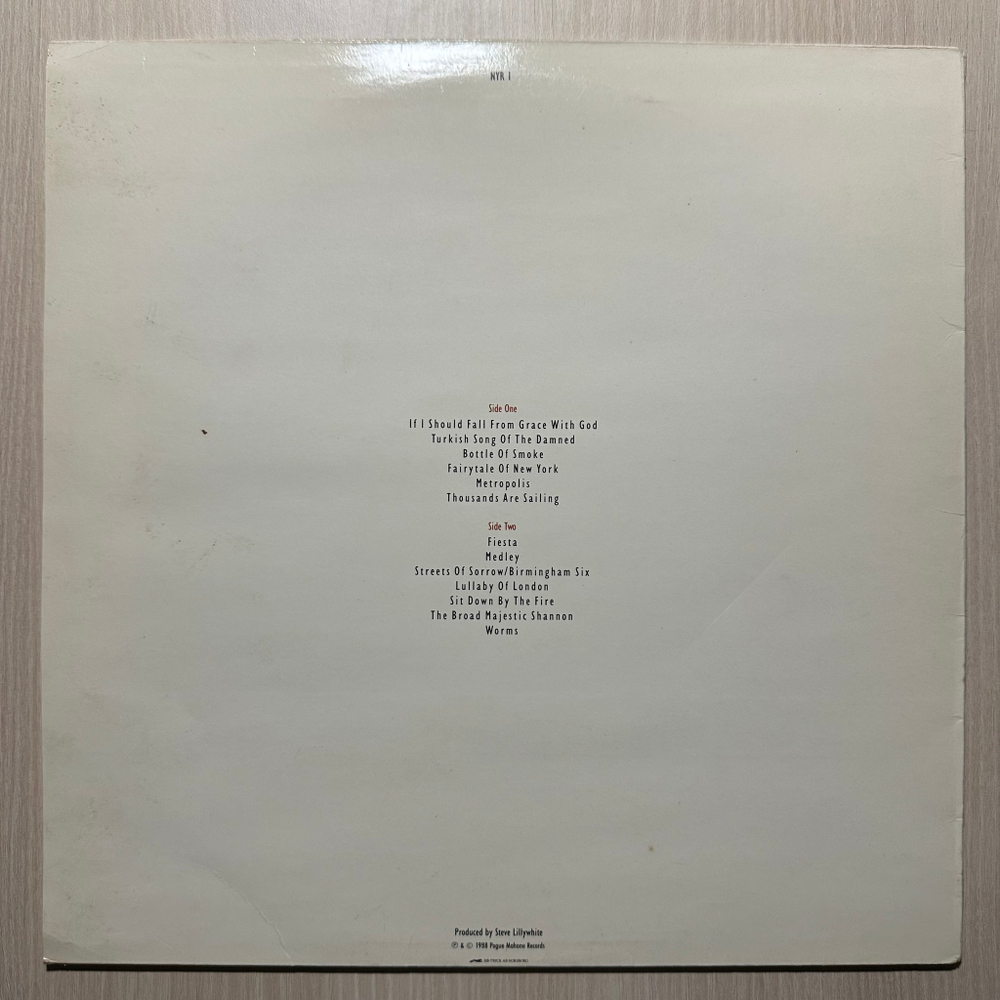 NYR 1
Side One
If I Should Fall From Grace With God
Turkish Song Of The Damned
Bottle Of Smoke
Fairytale Of New York
Metropolis
Thousands Are Sailing
Side Two
Fiesta
Medley
Streets Of Sorrow/Birmingham Six
Lullaby Of London
Sit Down By The Fire
The Broad Majestic Shannon
Worms
Produced by Steve Lillywhite
℗ & © 1988 Pogue Mahone Records